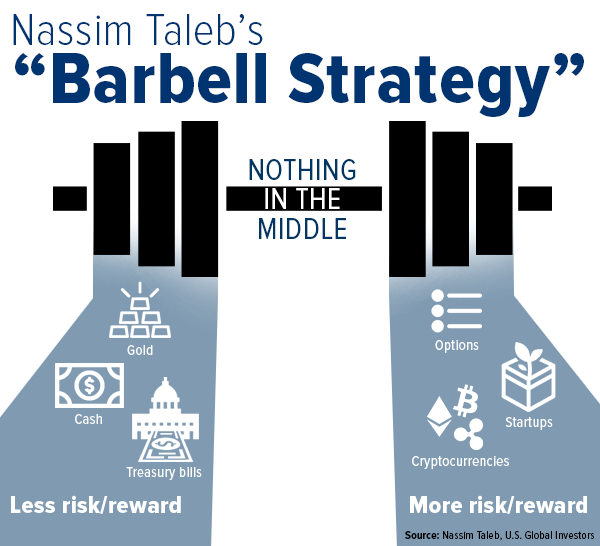 Nassim Taleb's
“Barbell Strategy”
NOTHING
IN THE
MIDDLE
Gold
$
Cash
Treasury bills
Less risk/reward
Options
Startups
Cryptocurrencies
More risk/reward
Source: Nassim Taleb, U.S. Global Investors